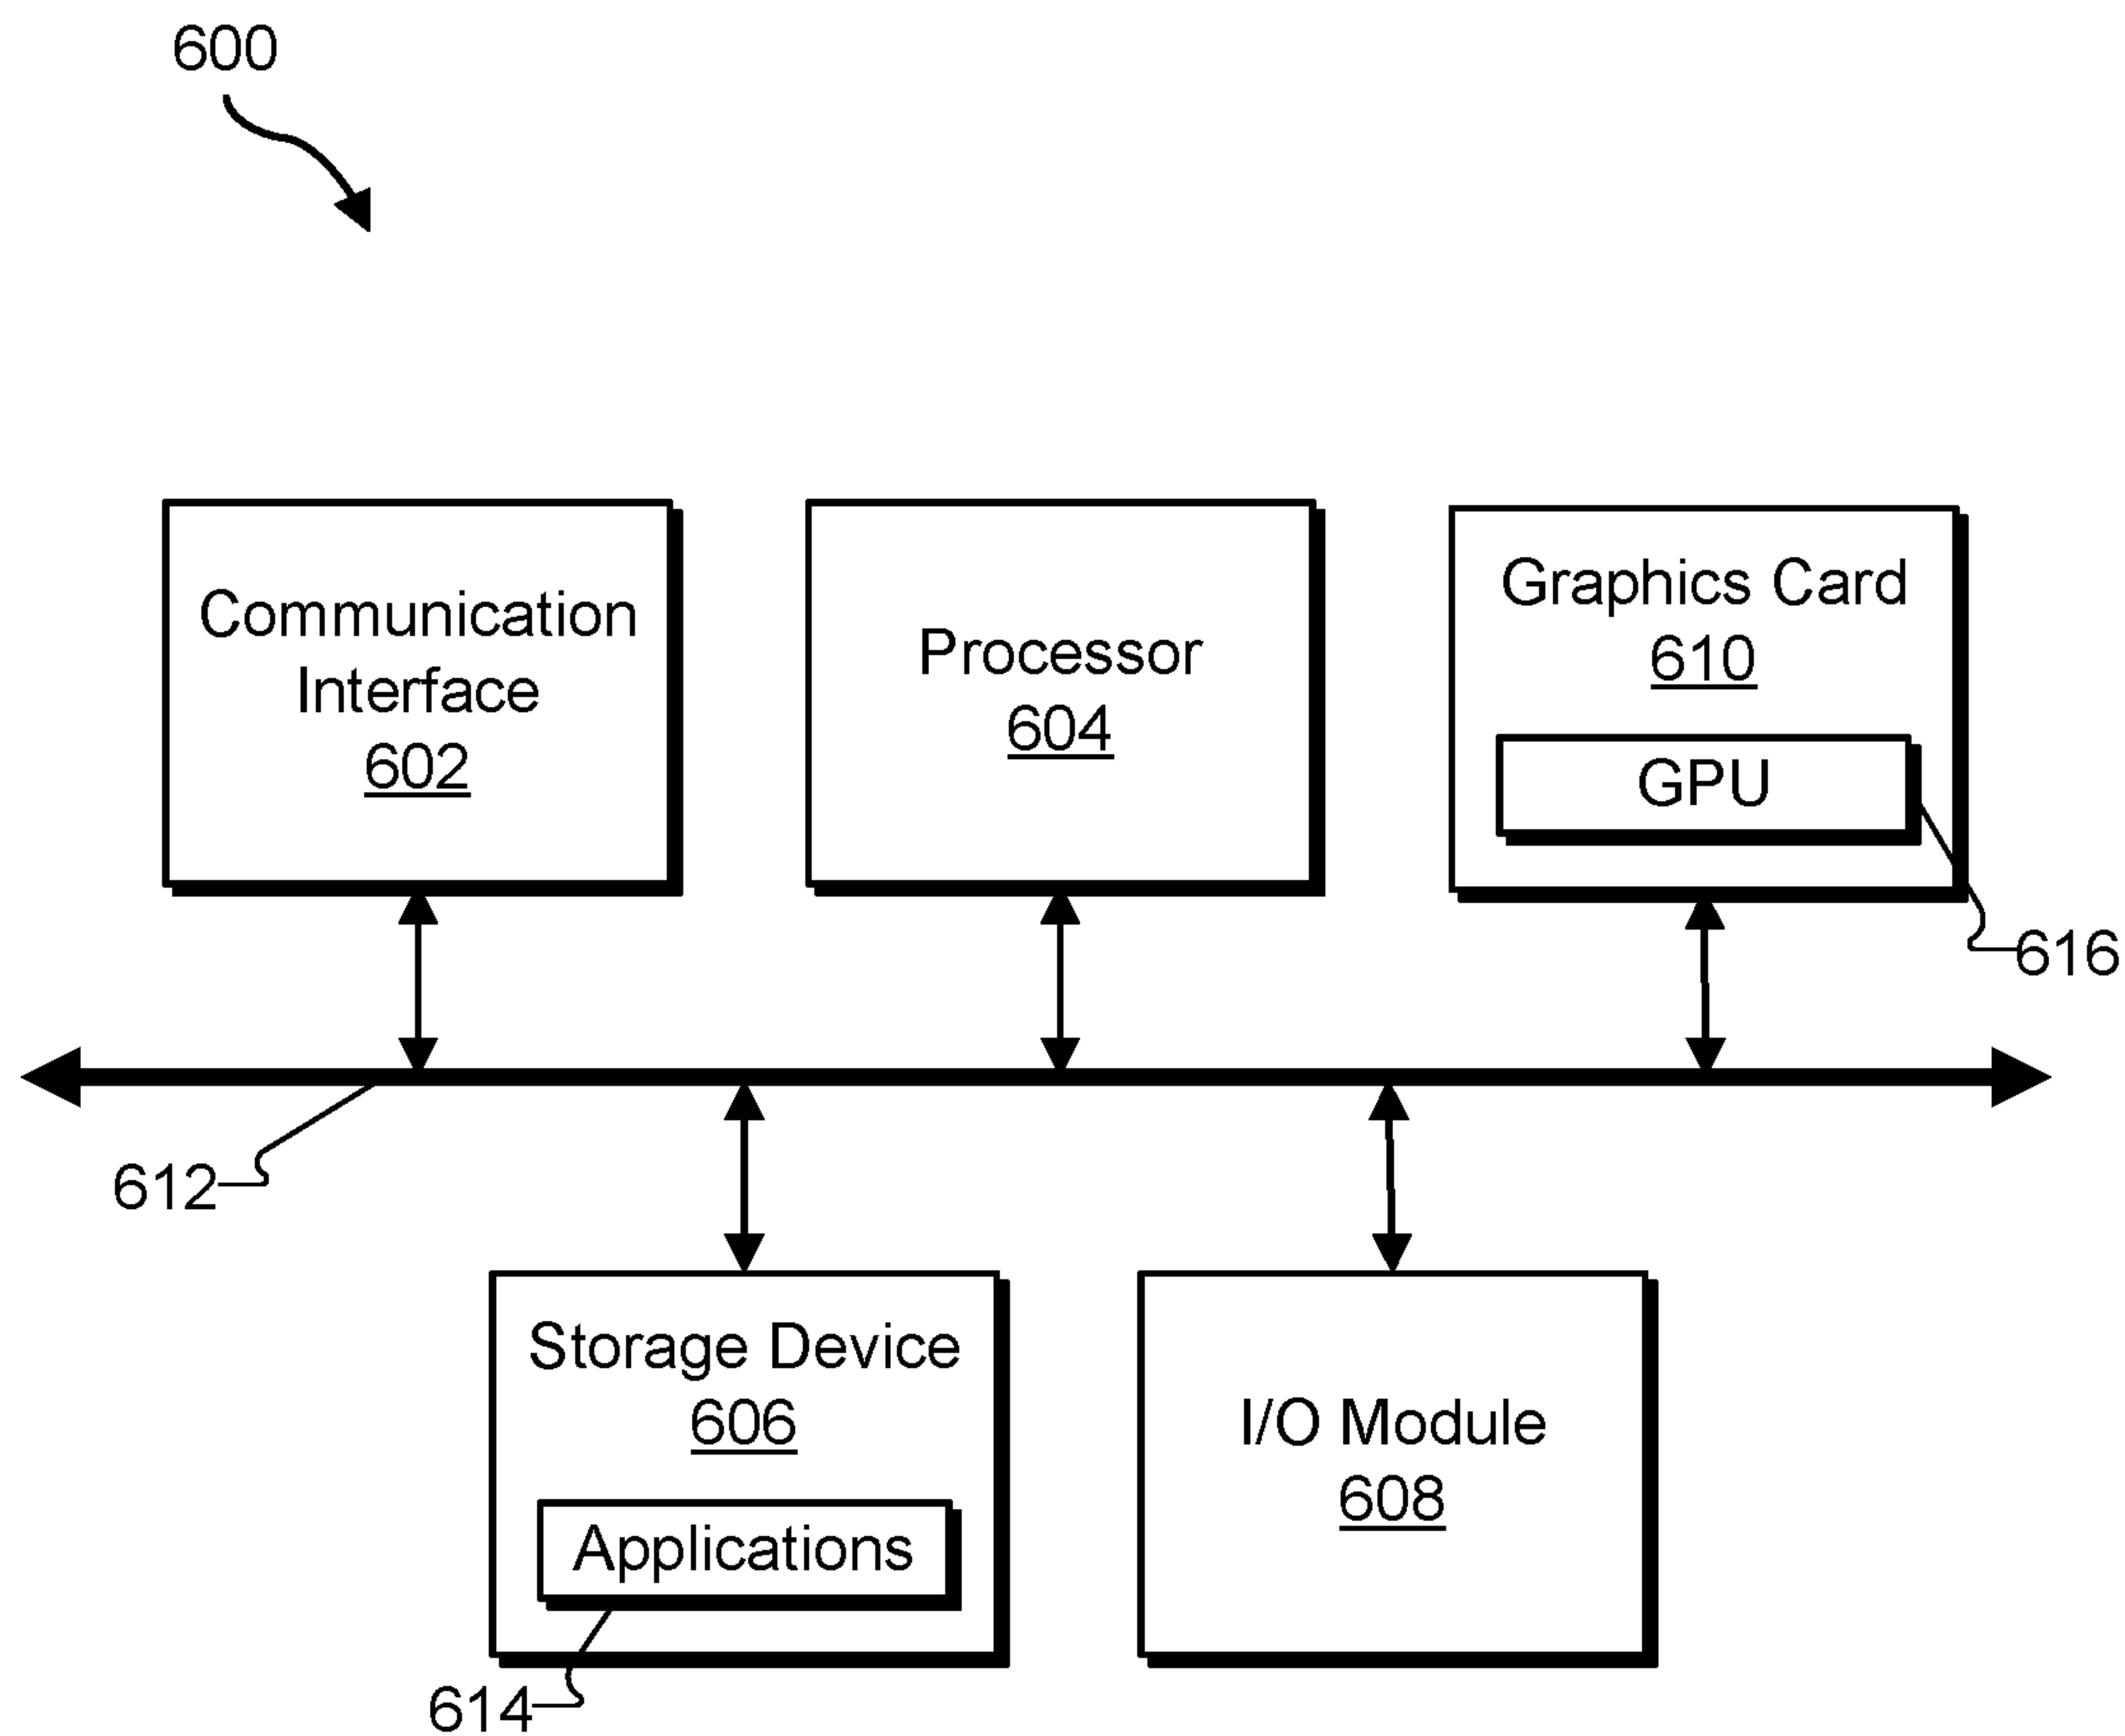 600
Communication
Interface
602
Processor
604
Graphics Card
610
GPU
616
612
Storage Device
606
Applications
614
I/O Module
608